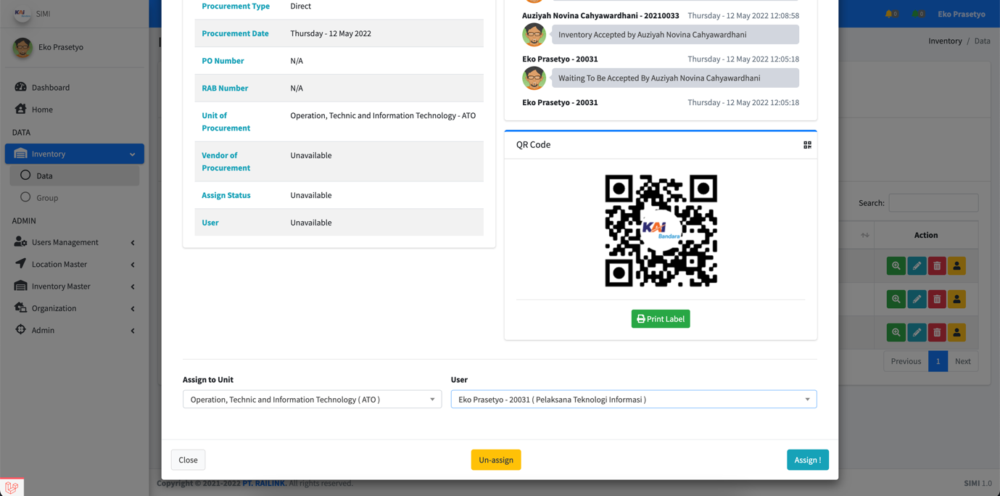 KAI
SIMI
0
0
Eko Prasetyo
Eko Prasetyo
Inventory / Data
Dashboard
Home
DATA
Inventory
Data
Group
ADMIN
Users Management
Location Master
Inventory Master
Organization
Admin
Procurement Type Direct
Procurement Date Thursday - 12 May 2022
PO Number N/A
RAB Number N/A
Unit of Operation, Technic and Information Technology - ATO
Procurement
Vendor of Unavailable
Procurement
Assign Status Unavailable
User Unavailable
Auziyah Novina Cahyawardhani - 20210033 Thursday - 12 May 2022 12:08:58
Inventory Accepted by Auziyah Novina Cahyawardhani
Eko Prasetyo - 20031 Thursday - 12 May 2022 12:05:18
Waiting To Be Accepted By Auziyah Novina Cahyawardhani
Eko Prasetyo - 20031 Thursday - 12 May 2022 12:05:18
QR Code
KAI
Bandara
Print Label
Search:
Action
Previous 1 Next
Assign to Unit
Operation, Technic and Information Technology ( ATO )
User
Eko Prasetyo - 20031 ( Pelaksana Teknologi Informasi )
Close
Un-assign
Assign !
Copyright © 2021-2022 PT. RAILINK. All rights reserved.
SIMI 1.0